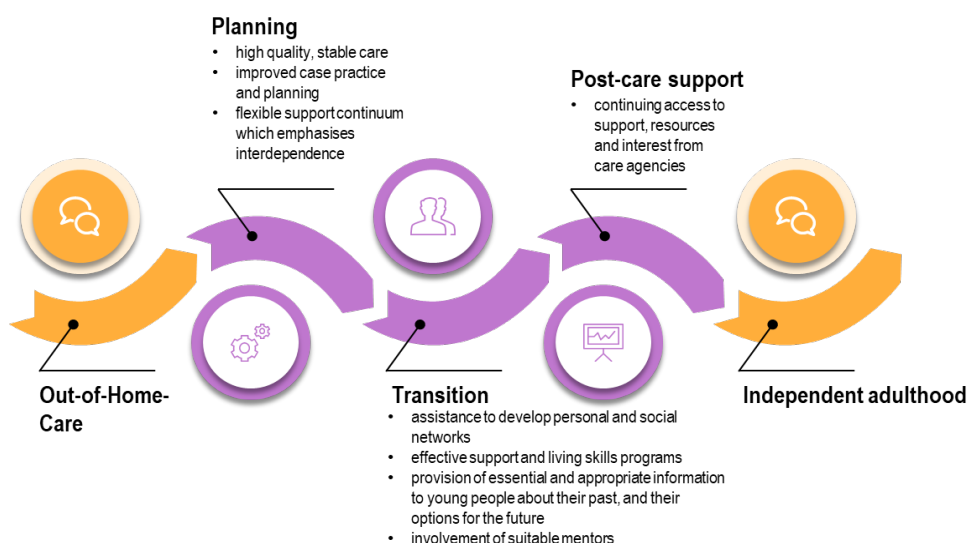 Planning
• high quality, stable care
• improved case practice
and planning
• flexible support continuum
which emphasises
interdependence
Post-care support
• continuing access to
support, resources
and interest from
care agencies
Out-of-Home-
Care
Transition
• assistance to develop personal and social
networks
• effective support and living skills programs
• provision of essential and appropriate information
to young people about their past, and their
options for the future
• involvement of suitable mentors
Independent adulthood